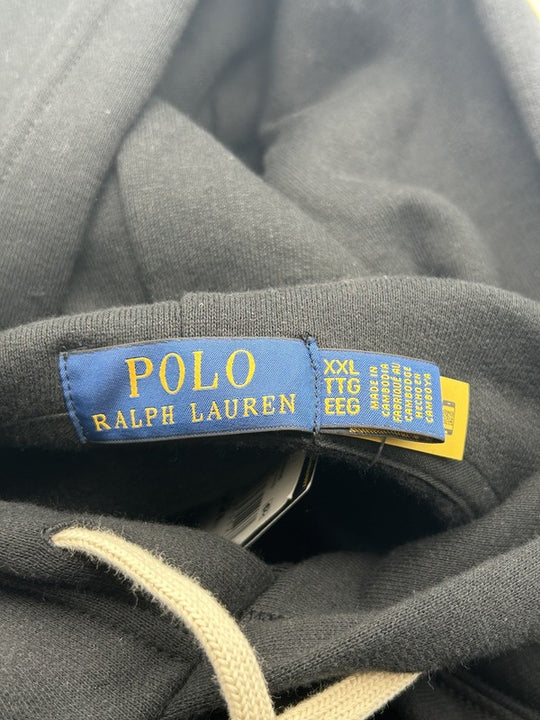 POLO
RALPH LAUREN
XXL
TTG
EEG
MADE IN
CAMBODIA
FABRIQUÉ AU
CAMBODGE
HECHO EN
CAMBOYA